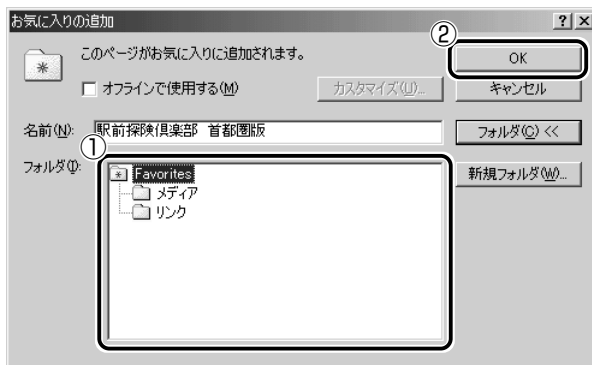 お気に入りの追加
②
このページがお気に入りに追加されます。
OK
オフラインで使用する(M)
カスタマイズ(U)...
キャンセル
名前(N):
駅前探険倶楽部 首都圏版
フォルダ(C) <<
①
フォルダ(I):
Favorites
新規フォルダ(W)...
メディア
リンク